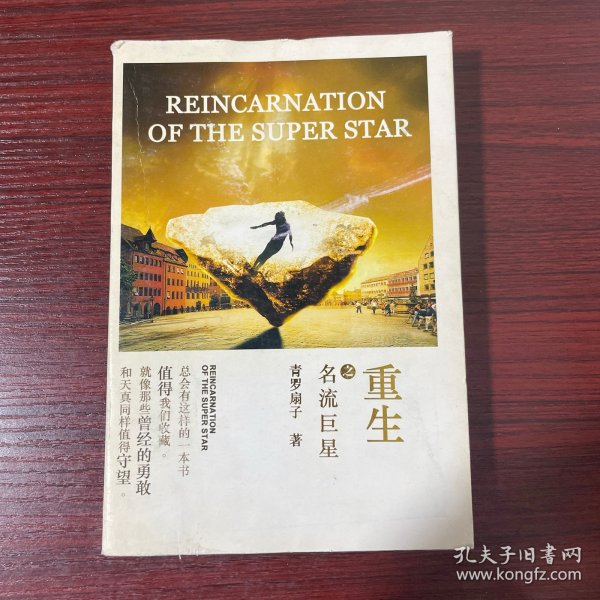 REINCARNATION
OF THE SUPER STAR
重生
之
名流巨星
青罗扇子 著
REINCARNATION
OF THE SUPER STAR
总会有这样的一本书
值得我们收藏。
就像那些曾经的勇敢
和天真同样值得守望。
孔夫子旧书网
www.kongfz.com